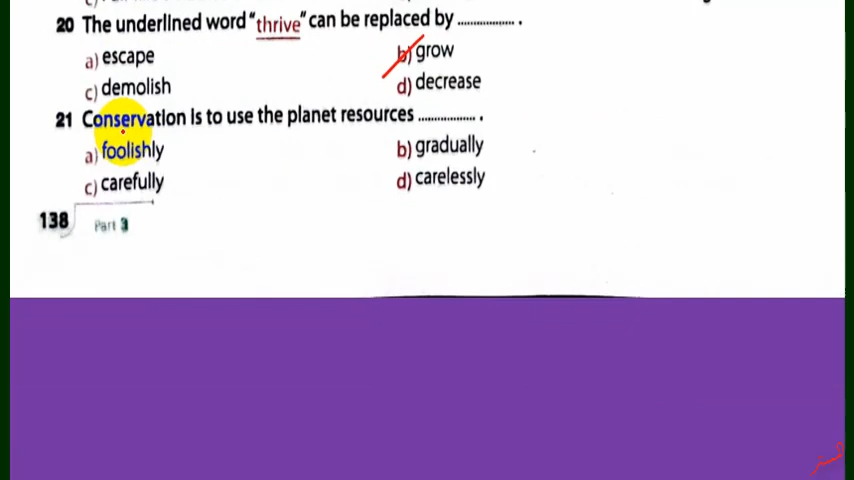 20 The underlined word "thrive" can be replaced by .................. .
a) escape
b) grow
c) demolish
d) decrease
21 Conservation is to use the planet resources .................. .
a) foolishly
b) gradually
c) carefully
d) carelessly
138 Part 3